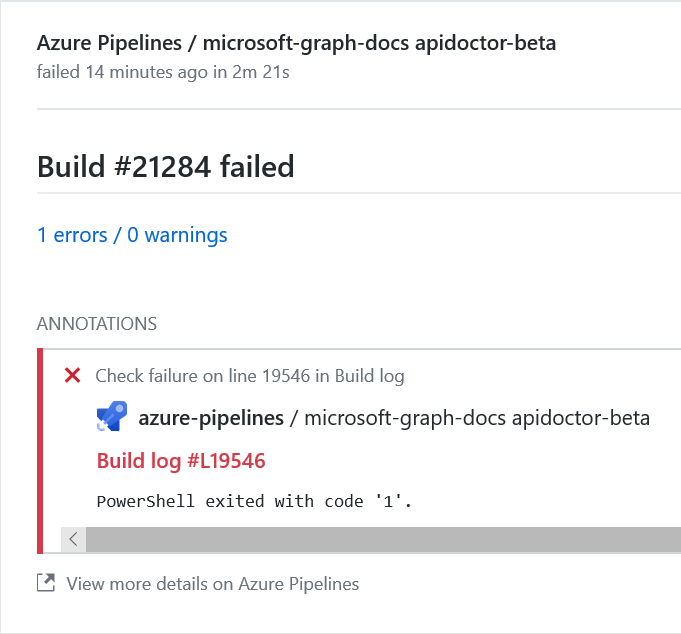 Azure Pipelines / microsoft-graph-docs apidoctor-beta
failed 14 minutes ago in 2m 21s
Build #21284 failed
1 errors / 0 warnings
ANNOTATIONS
Check failure on line 19546 in Build log
azure-pipelines / microsoft-graph-docs apidoctor-beta
Build log #L19546
PowerShell exited with code '1'.
View more details on Azure Pipelines